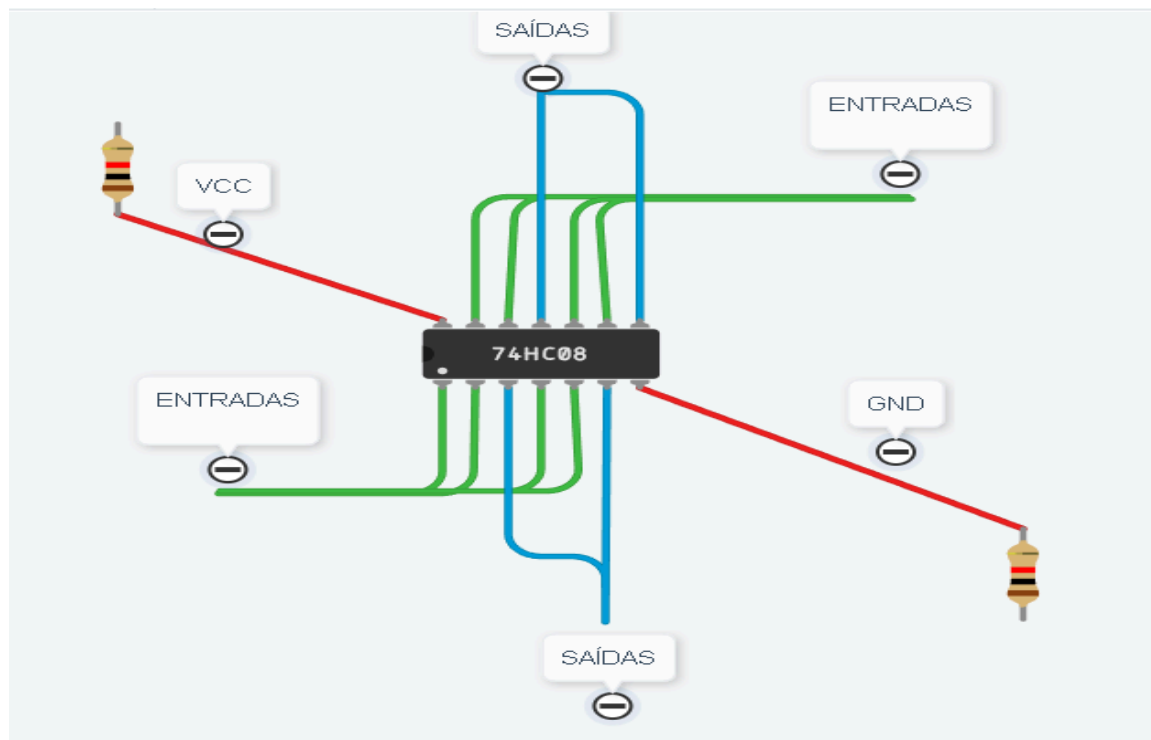 SAÍDAS
ENTRADAS
VCC
74HC08
ENTRADAS
GND
SAÍDAS